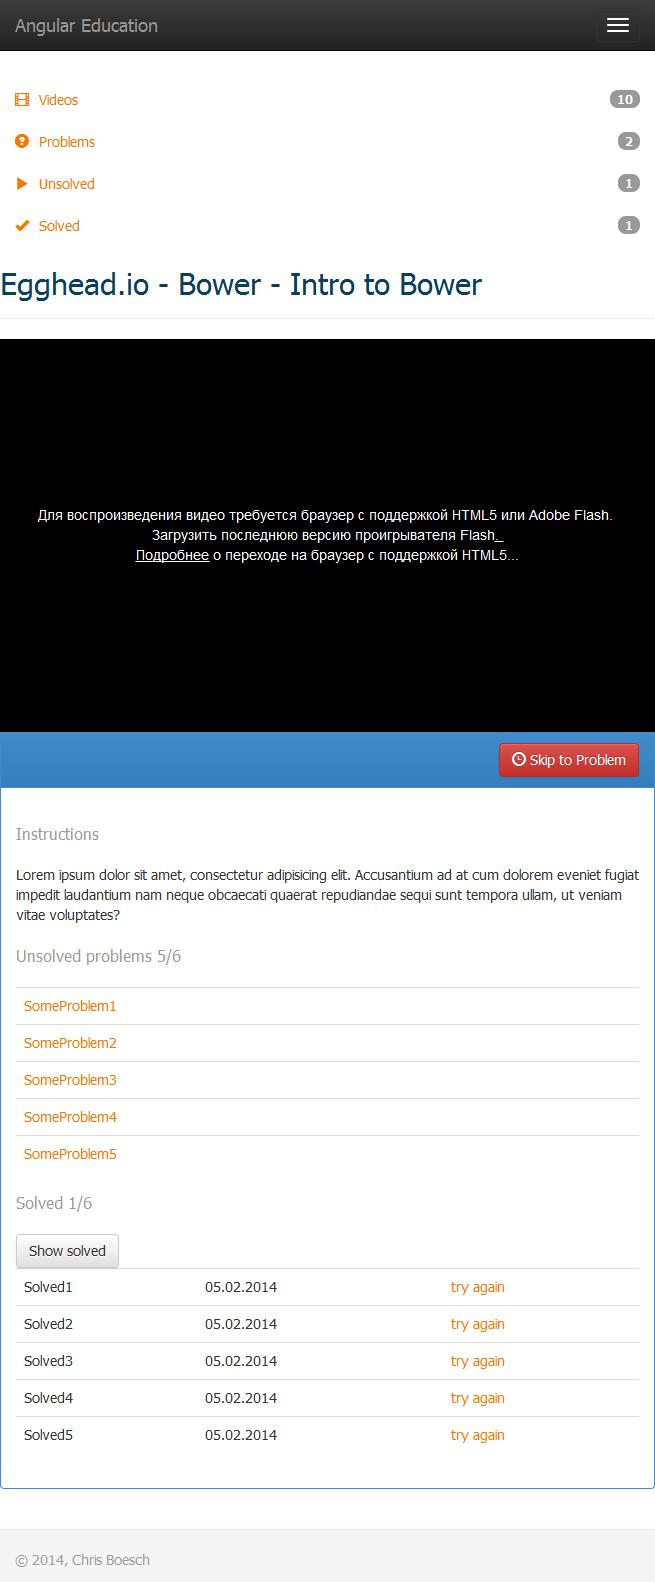 Angular Education
Videos 10
Problems 2
Unsolved 1
Solved 1
Egghead.io - Bower - Intro to Bower
Для воспроизведения видео требуется браузер с поддержкой HTML5 или Adobe Flash.
Загрузить последнюю версию проигрывателя Flash
Подробнее о переходе на браузер с поддержкой HTML5...
Skip to Problem
Instructions
Lorem ipsum dolor sit amet, consectetur adipisicing elit. Accusantium ad at cum dolorem eveniet fugiat
impedit laudantium nam neque obcaecati quaerat repudiandae sequi sunt tempora ullam, ut veniam
vitae voluptates?
Unsolved problems 5/6
SomeProblem1
SomeProblem2
SomeProblem3
SomeProblem4
SomeProblem5
Solved 1/6
Show solved
Solved1 05.02.2014 try again
Solved2 05.02.2014 try again
Solved3 05.02.2014 try again
Solved4 05.02.2014 try again
Solved5 05.02.2014 try again
© 2014, Chris Boesch